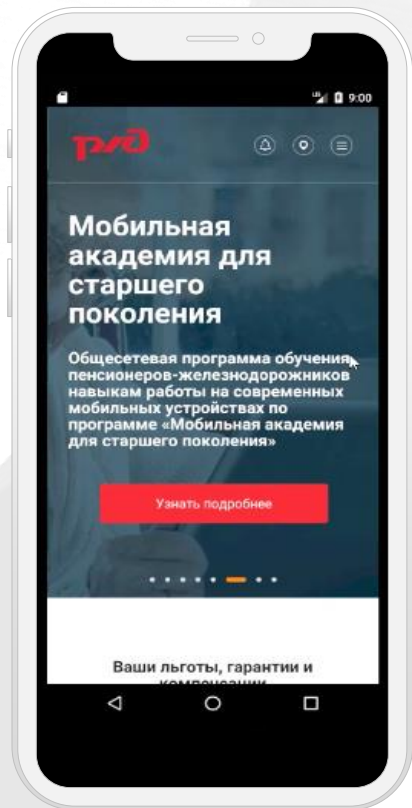 9:00
ржд
Мобильная
академия для
старшего
поколения
Общесетевая программа обучения
пенсионеров-железнодорожников
навыкам работы на современных
мобильных устройствах по
программе «Мобильная академия
для старшего поколения»
Узнать подробнее
Ваши льготы, гарантии и
компенсации